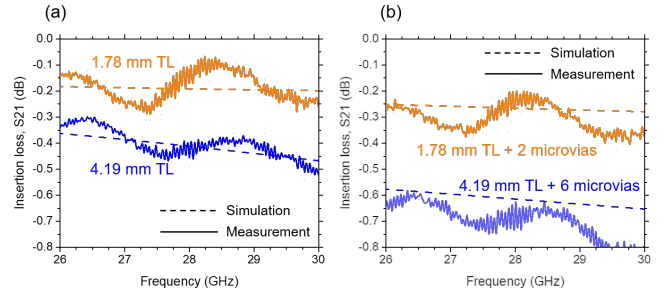 (a)
Insertion loss, S21 (dB)
0.0
-0.1
-0.2
-0.3
-0.4
-0.5
-0.6
-0.7
-0.8
1.78 mm TL
4.19 mm TL
Simulation
Measurement
26
27
28
29
30
Frequency (GHz)
(b)
Insertion loss, S21 (dB)
0.0
-0.1
-0.2
-0.3
-0.4
-0.5
-0.6
-0.7
-0.8
Simulation
Measurement
1.78 mm TL + 2 microvias
4.19 mm TL + 6 microvias
26
27
28
29
30
Frequency (GHz)